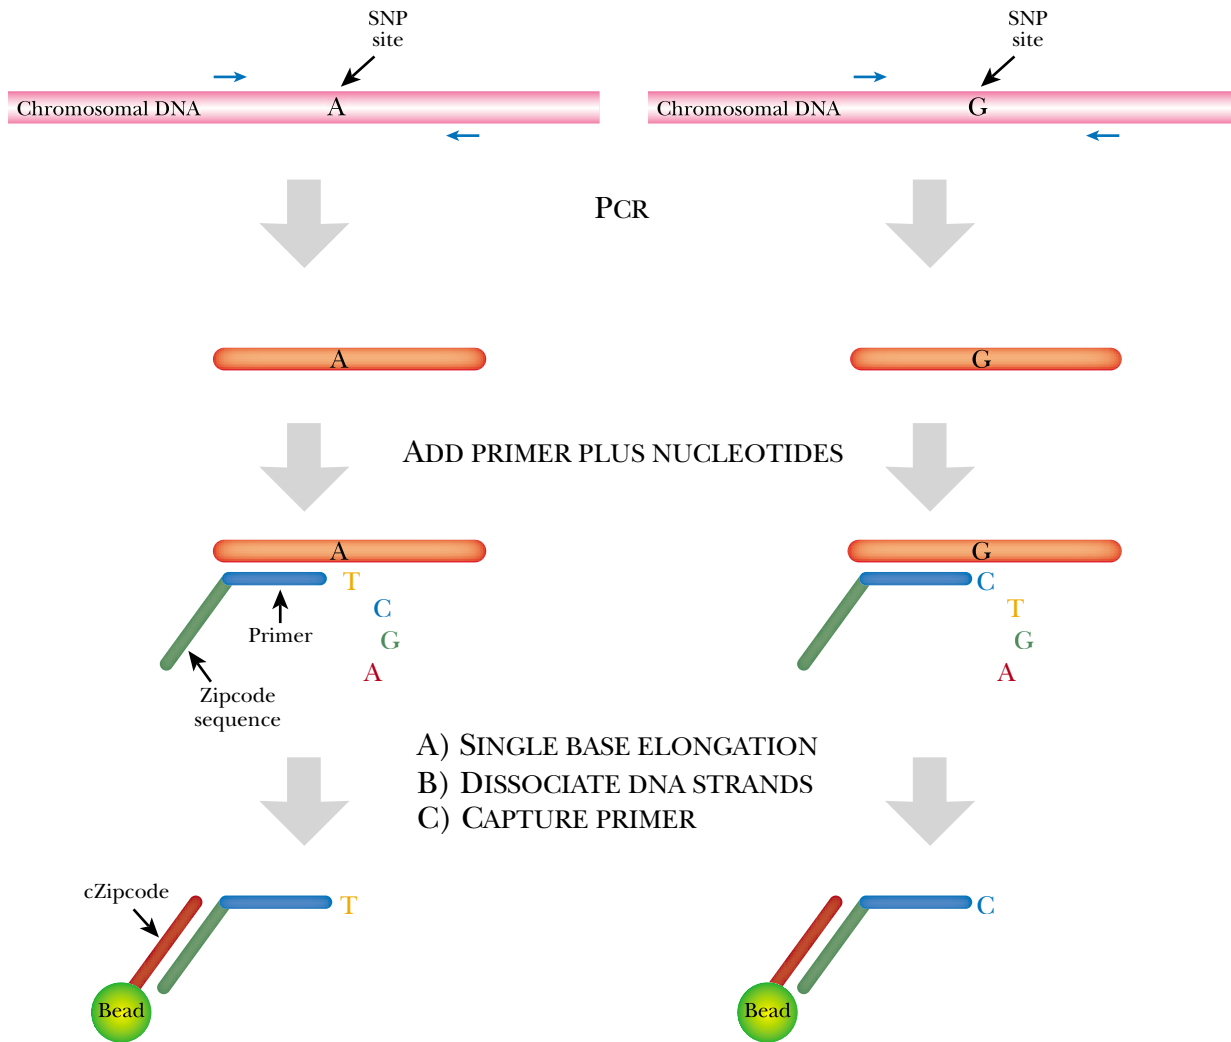 SNP
site
SNP
site
Chromosomal DNA
A
Chromosomal DNA
G
PCR
A
G
ADD PRIMER PLUS NUCLEOTIDES
A
G
T
C
C
T
Primer
G
G
A
A
Zipcode
sequence
A) SINGLE BASE ELONGATION
B) DISSOCIATE DNA STRANDS
C) CAPTURE PRIMER
cZipcode
T
C
Bead
Bead